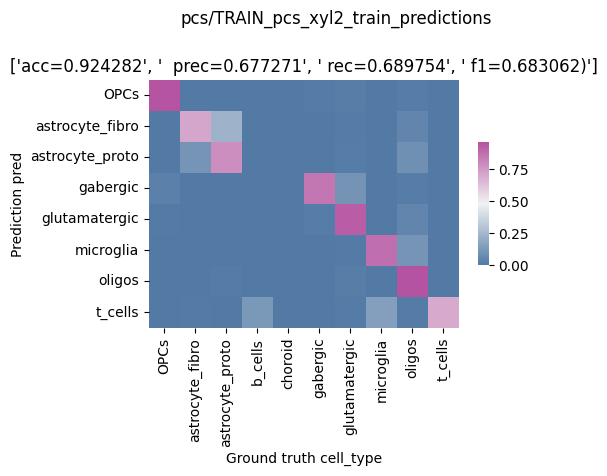 pcs/TRAIN_pcs_xyl2_train_predictions
['acc=0.924282', '  prec=0.677271', ' rec=0.689754', ' f1=0.683062)']
OPCs
astrocyte_fibro
astrocyte_proto
gabergic
glutamatergic
microglia
oligos
t_cells
Prediction pred
0.75
0.50
0.25
0.00
OPCs
astrocyte_fibro
astrocyte_proto
b_cells
choroid
gabergic
glutamatergic
microglia
oligos
t_cells
Ground truth cell_type